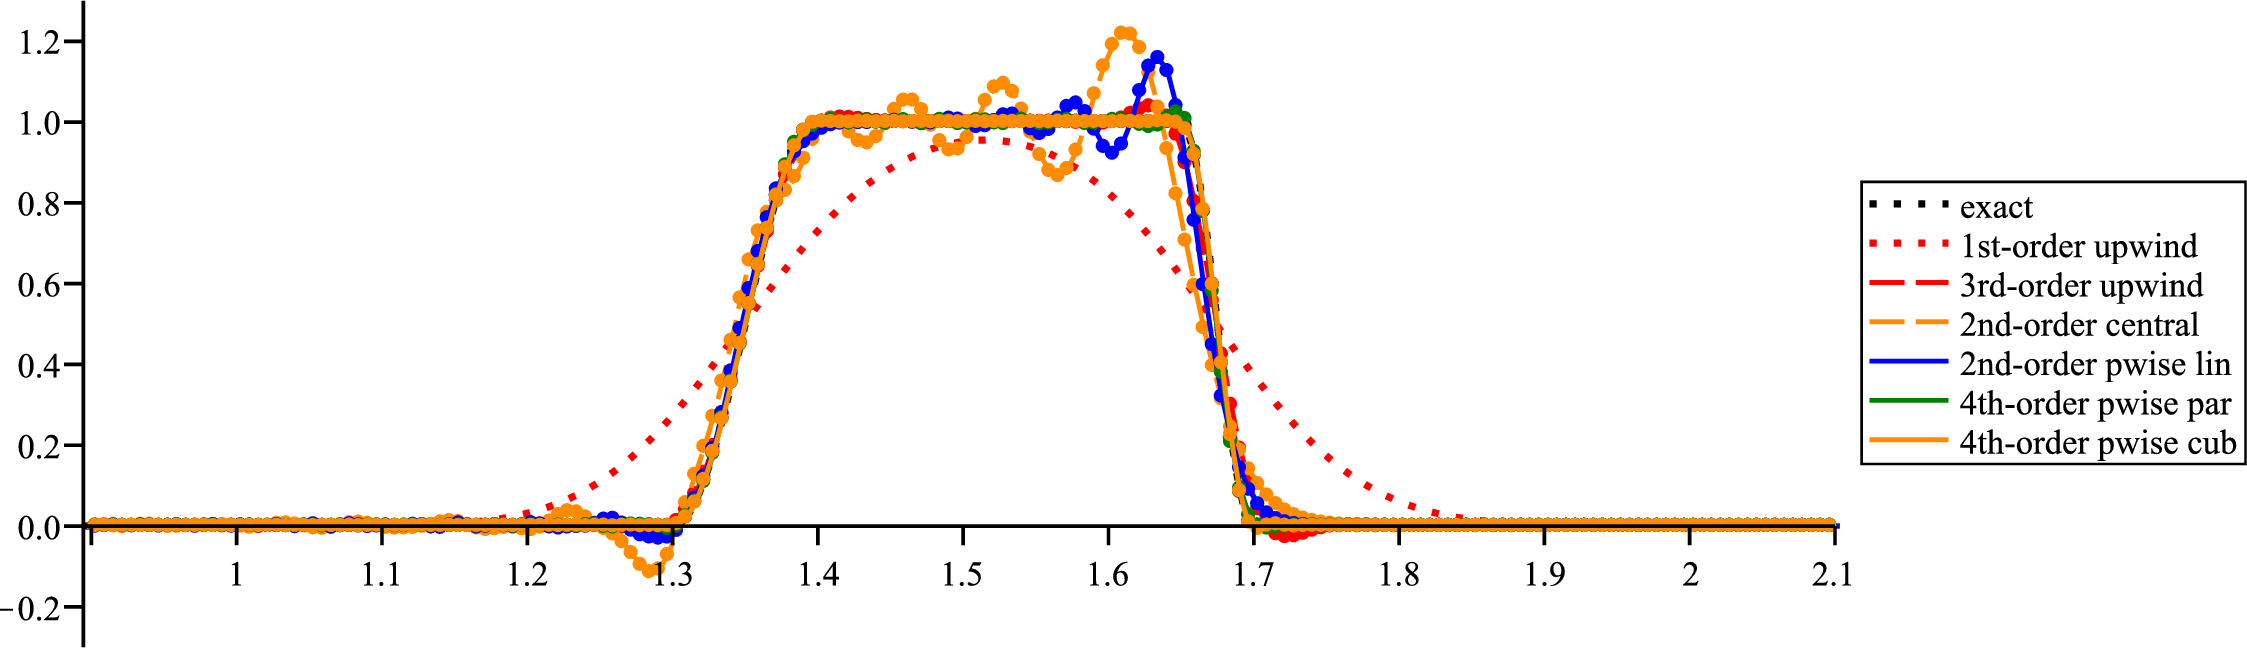 1.2
1.0
0.8
0.6
0.4
0.2
0.0
−0.2
1 1.1 1.2 1.3 1.4 1.5 1.6 1.7 1.8 1.9 2 2.1
exact
1st-order upwind
3rd-order upwind
2nd-order central
2nd-order pwise lin
4th-order pwise par
4th-order pwise cub